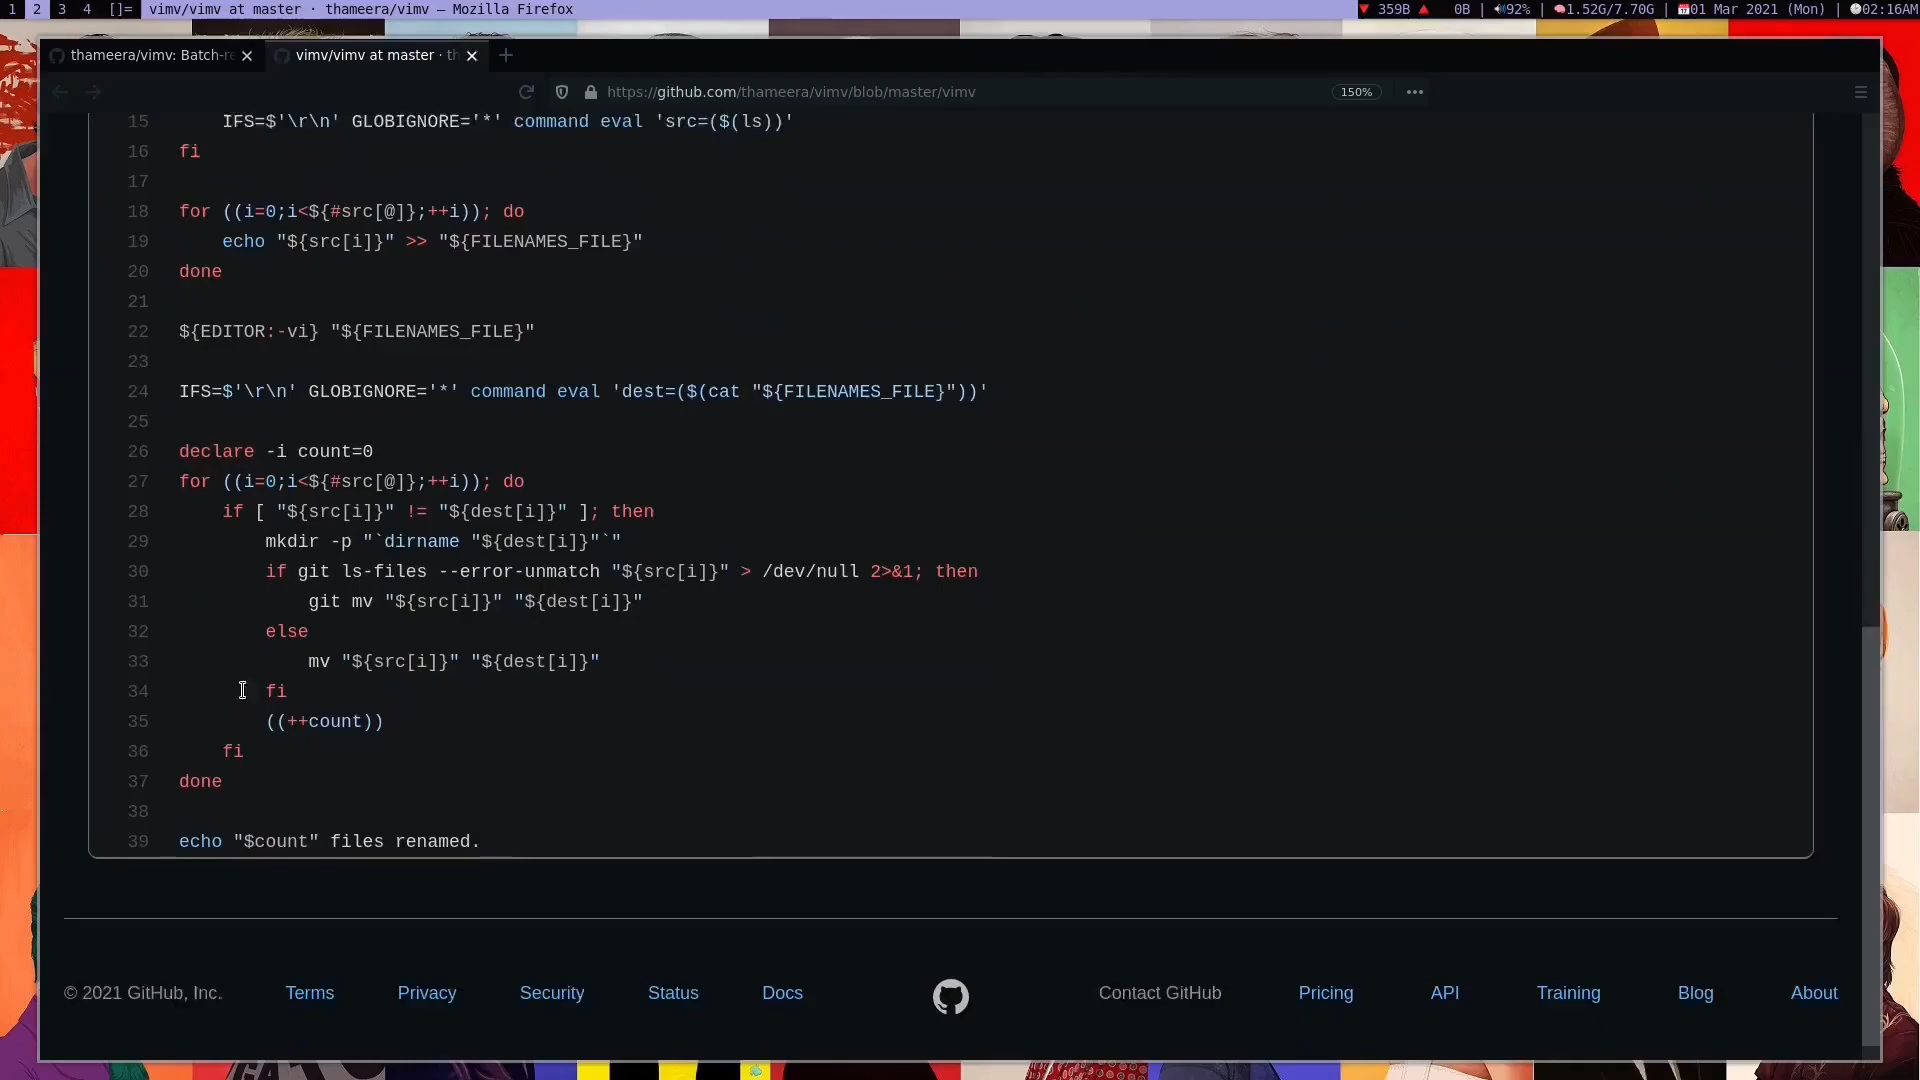 1 2 3 4 []= vimv/vimv at master · thameera/vimv — Mozilla Firefox 359B 0B | 92% | 1.52G/7.70G | 01 Mar 2021 (Mon) | 02:16AM
thameera/vimv: Batch-re vimv/vimv at master · th
https://github.com/thameera/vimv/blob/master/vimv 150%
15 IFS=$'\r\n' GLOBIGNORE='*' command eval 'src=($(ls))'
16 fi
17
18 for ((i=0;i<${#src[@]};++i)); do
19 echo "${src[i]}" >> "${FILENAMES_FILE}"
20 done
21
22 ${EDITOR:-vi} "${FILENAMES_FILE}"
23
24 IFS=$'\r\n' GLOBIGNORE='*' command eval 'dest=($(cat "${FILENAMES_FILE}"))'
25
26 declare -i count=0
27 for ((i=0;i<${#src[@]};++i)); do
28 if [ "${src[i]}" != "${dest[i]}" ]; then
29 mkdir -p "`dirname "${dest[i]}"`"
30 if git ls-files --error-unmatch "${src[i]}" > /dev/null 2>&1; then
31 git mv "${src[i]}" "${dest[i]}"
32 else
33 mv "${src[i]}" "${dest[i]}"
34 fi
35 ((++count))
36 fi
37 done
38
39 echo "$count" files renamed.
© 2021 GitHub, Inc. Terms Privacy Security Status Docs Contact GitHub Pricing API Training Blog About